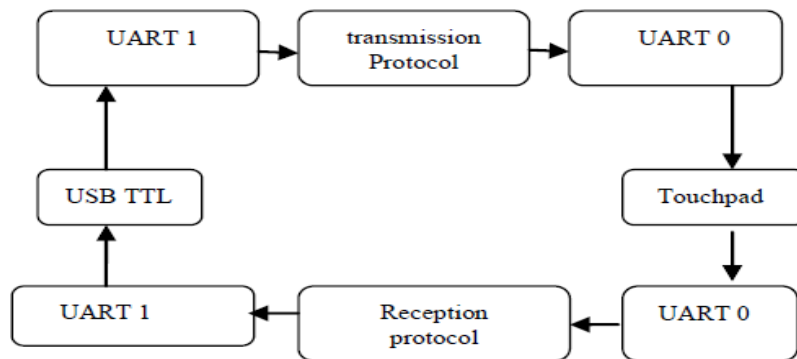 UART 1
transmission
Protocol
UART 0
USB TTL
Touchpad
UART 1
Reception
protocol
UART 0